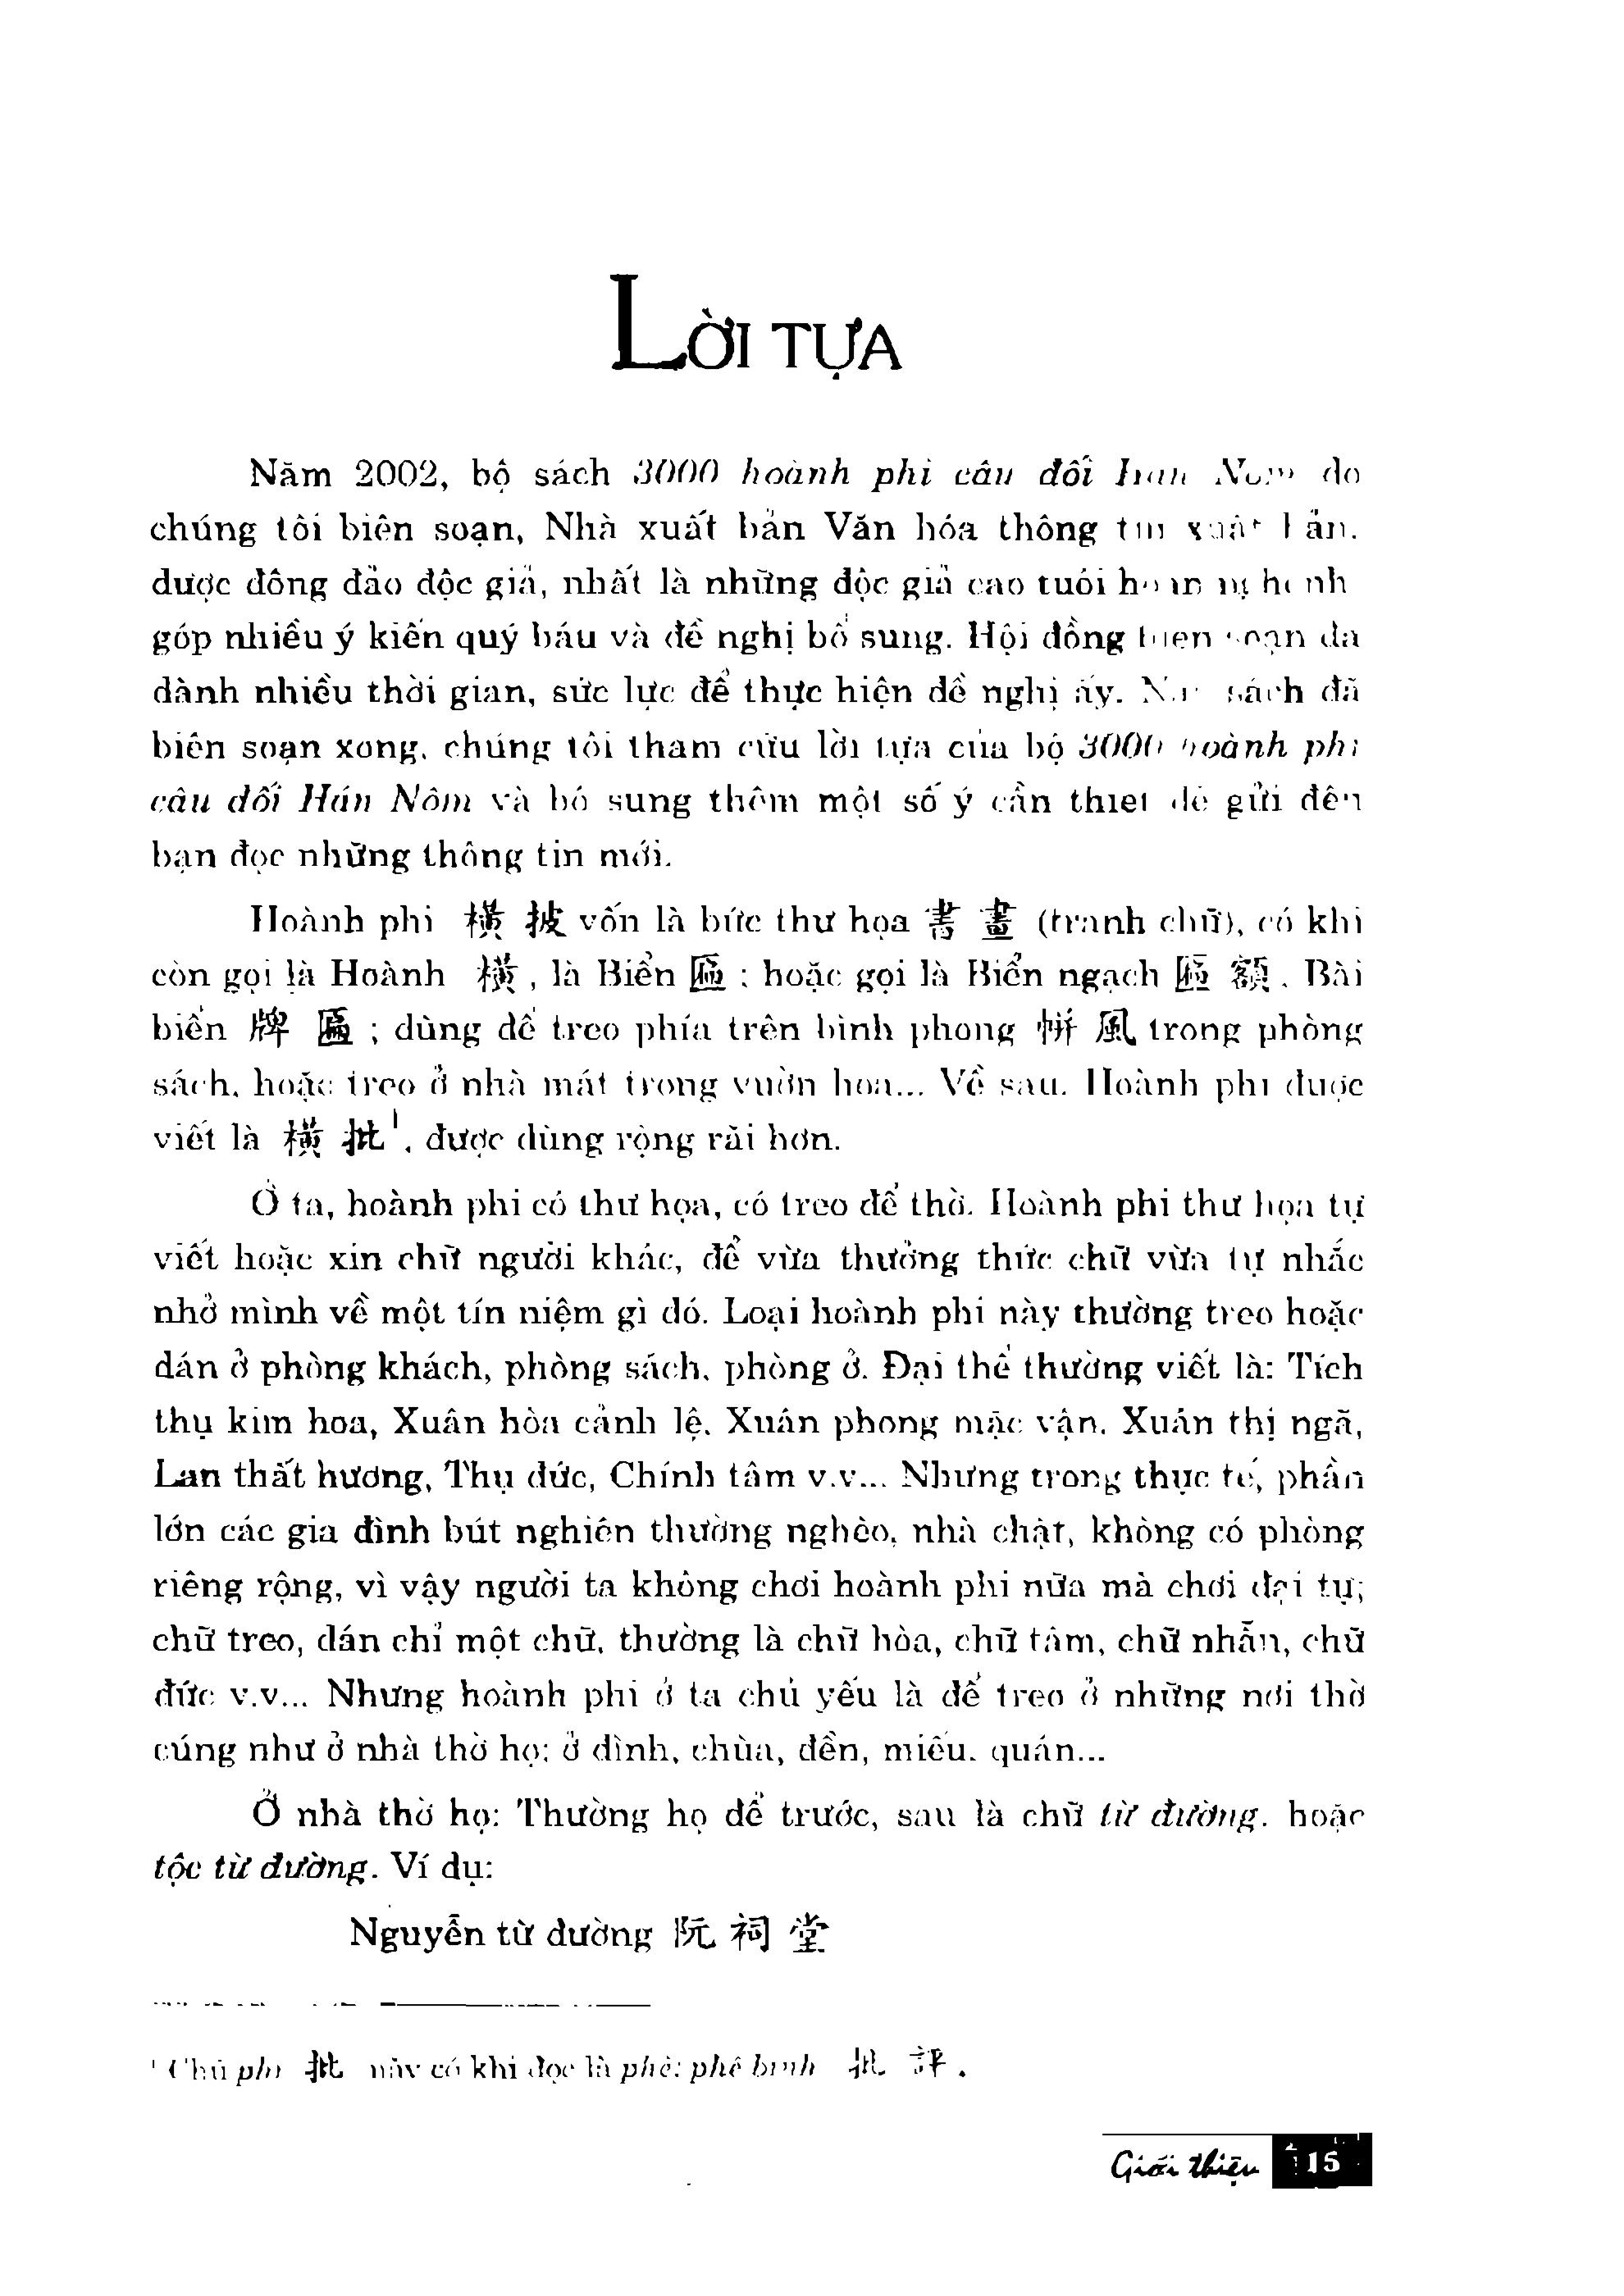 LỜI TỰA
Năm 2002, bộ sách 3000 hoành phi câu đối Hán Nôm do
chúng tôi biên soạn, Nhà xuất bản Văn hóa thông tin xuất bản,
được đông đảo độc giả, nhất là những độc giả cao tuổi hoan nghênh
góp nhiều ý kiến quý báu và đề nghị bổ sung. Hội đồng biên soạn đã
dành nhiều thời gian, sức lực để thực hiện đề nghị ấy. Nay sách đã
biên soạn xong, chúng tôi tham cứu lời tựa của bộ 3000 hoành phi
câu đối Hán Nôm và bổ sung thêm một số ý cần thiết để gửi đến
bạn đọc những thông tin mới.
Hoành phi 橫 披 vốn là bức thư họa 書 畫 (tranh chữ), có khi
còn gọi là Hoành 橫, là Biển 匾; hoặc gọi là Biển ngạch 匾 額, Bài
biển 牌 匾; dùng để treo phía trên bình phong 帡 風 trong phòng
sách, hoặc treo ở nhà mát trong vườn hoa... Về sau, Hoành phi được
viết là 橫 批¹, được dùng rộng rãi hơn.
Ở ta, hoành phi có thư họa, có treo để thờ. Hoành phi thư họa tự
viết hoặc xin chữ người khác, để vừa thưởng thức chữ vừa tự nhắc
nhở mình về một tín niệm gì đó. Loại hoành phi này thường treo hoặc
dán ở phòng khách, phòng sách, phòng ở. Đại thể thường viết là: Tích
thụ kim hoa, Xuân hòa cảnh lệ, Xuân phong mặc vận, Xuân thị ngã,
Lan thất hương, Thụ đức, Chính tâm v.v... Nhưng trong thực tế, phần
lớn các gia đình bút nghiên thường nghèo, nhà chật, không có phòng
riêng rộng, vì vậy người ta không chơi hoành phi nữa mà chơi đại tự;
chữ treo, dán chỉ một chữ, thường là chữ hòa, chữ tâm, chữ nhẫn, chữ
đức v.v... Nhưng hoành phi ở ta chủ yếu là để treo ở những nơi thờ
cúng như ở nhà thờ họ; ở đình, chùa, đền, miếu, quán...
Ở nhà thờ họ: Thường họ để trước, sau là chữ từ đường, hoặc
tộc từ đường. Ví dụ:
Nguyễn từ đường 阮 祠 堂
¹ Chữ phi 批 này có khi đọc là phê: phê bình 批 評.
Giới thiệu 15